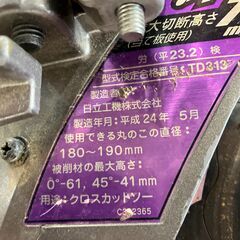 大切断高さ
(当て板使用)
労(平23.2)検
型式検定合格番号 TD313
製造者
日立工機株式会社
製造年月:平成24年 5月
使用できる丸のこの直径:
180～190mm
被削材の最大高さ:
0°-61, 45°-41mm
用途:クロスカットソー
C332365